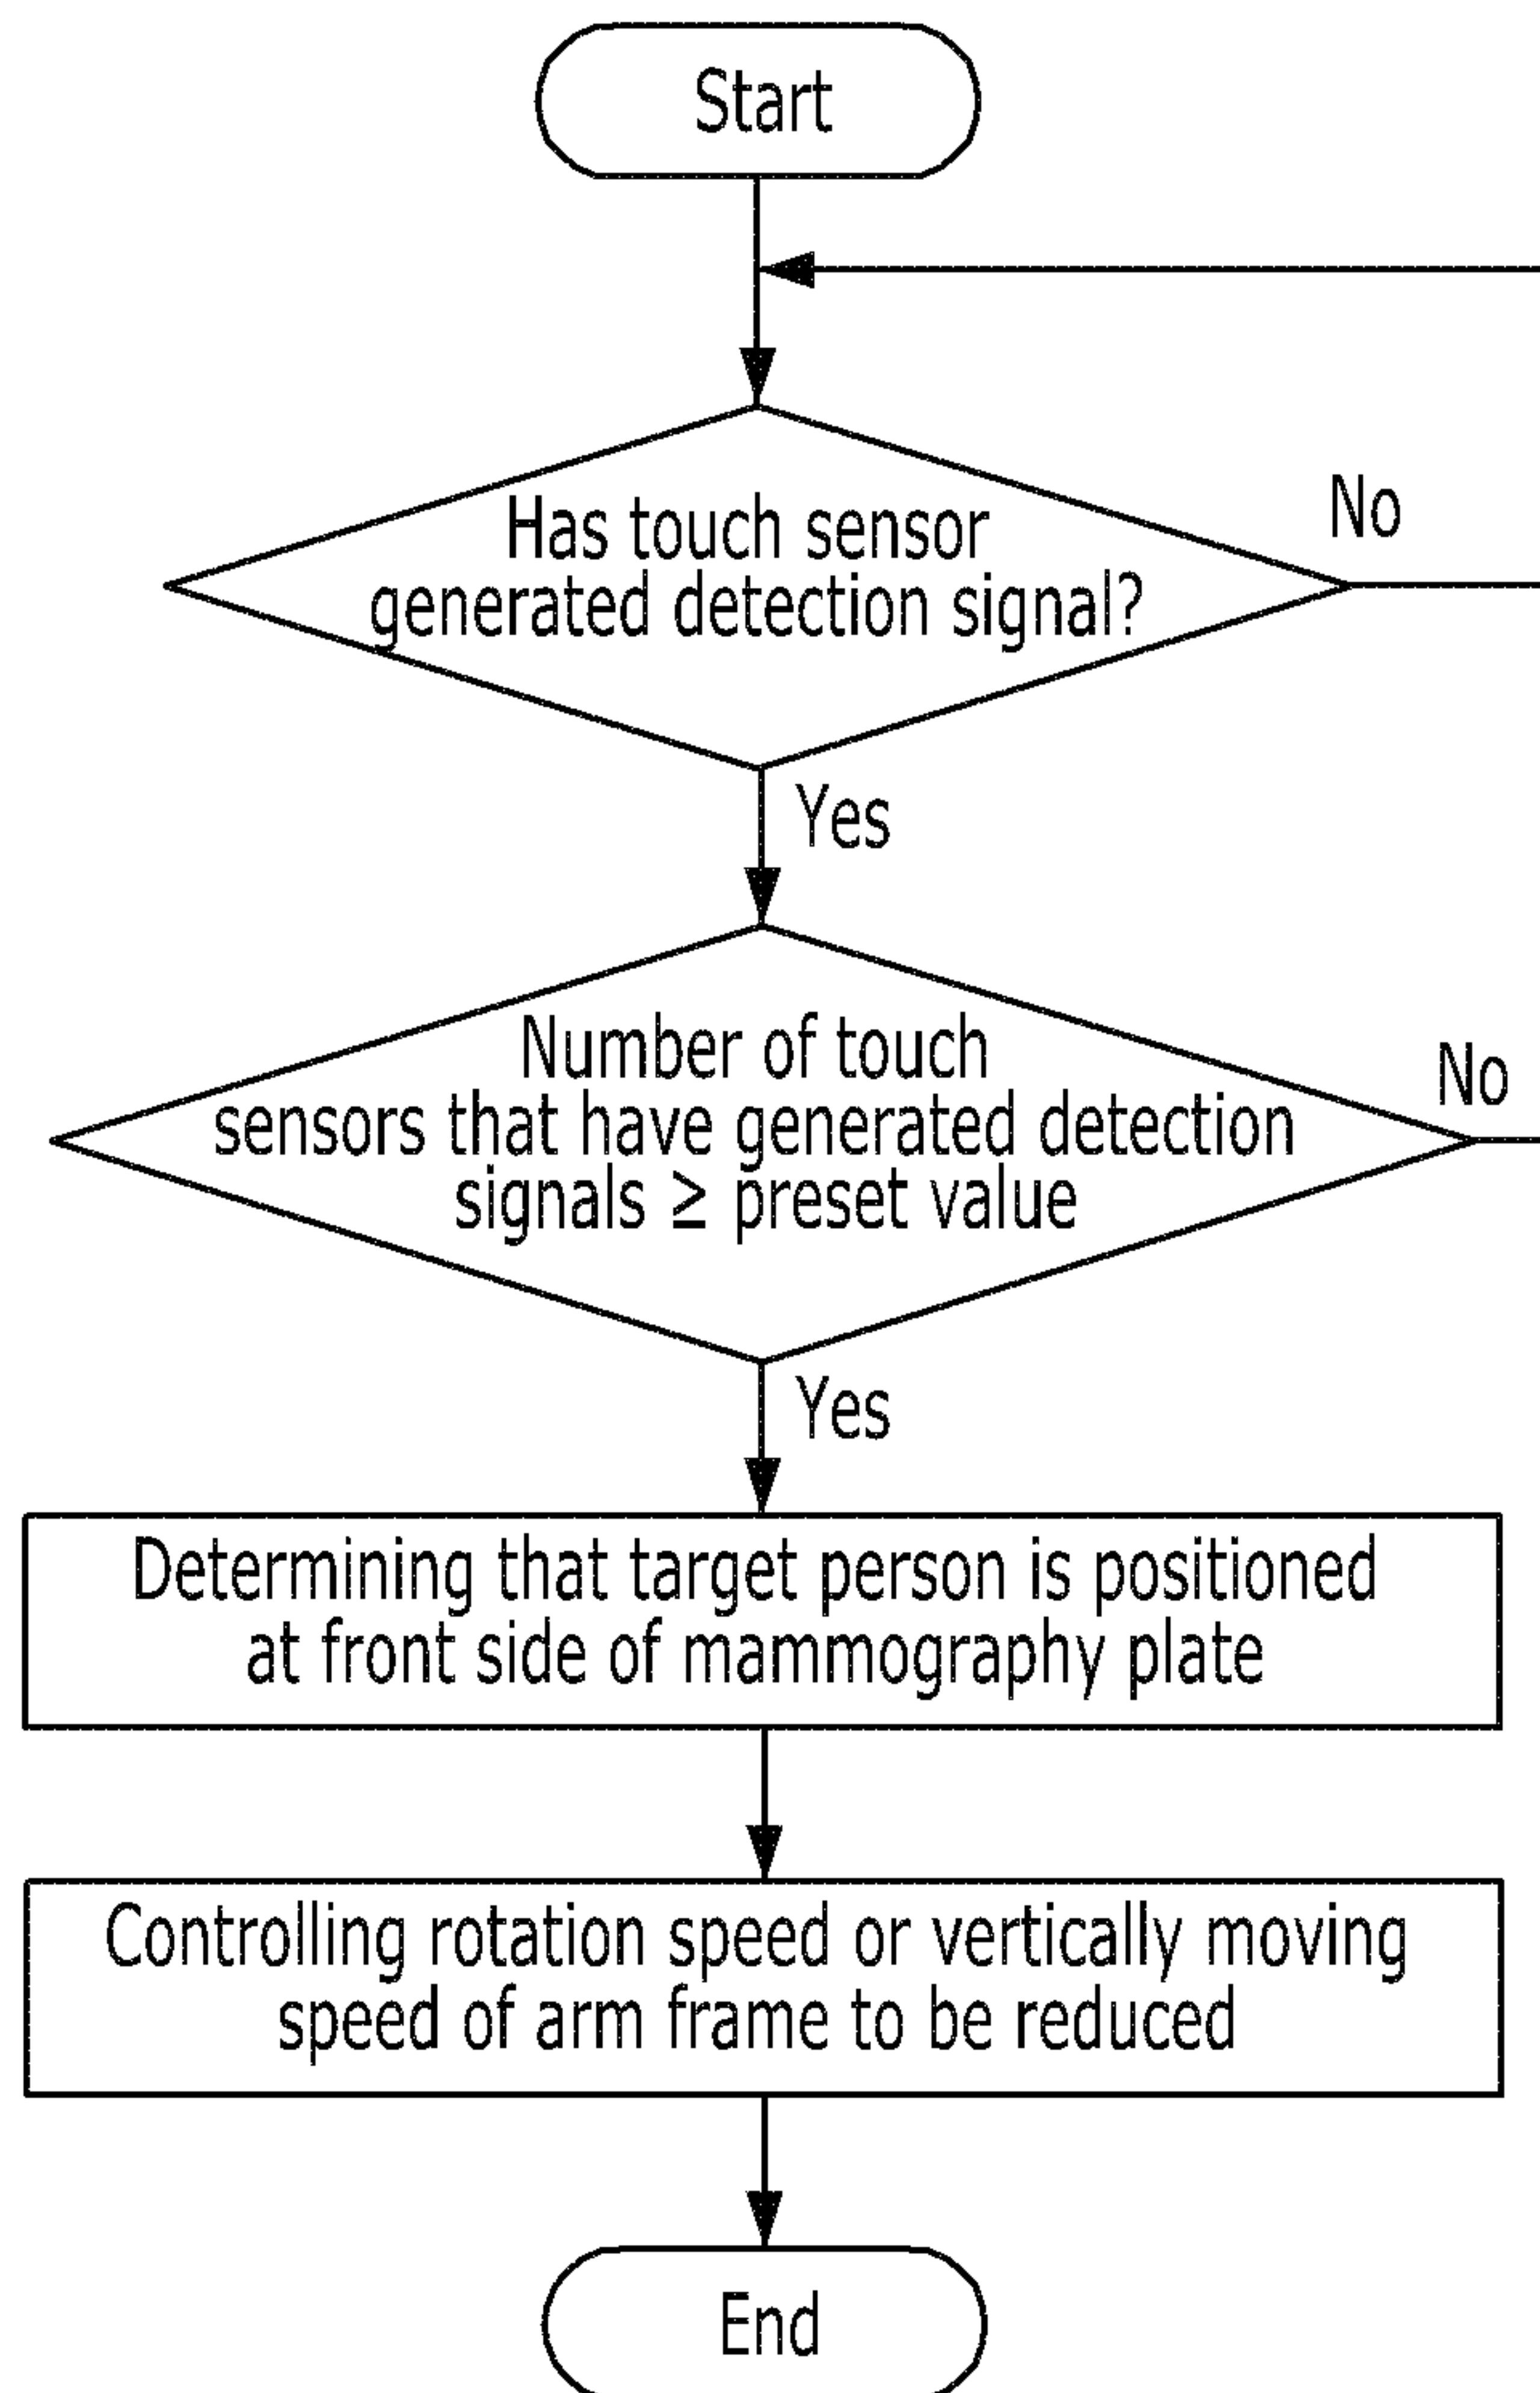 Start
No
Has touch sensor
generated detection signal?
Yes
Number of touch
No
sensors that have generated detection
signals ≥ preset value
Yes
Determining that target person is positioned
at front side of mammography plate
Controlling rotation speed or vertically moving
speed of arm frame to be reduced
End